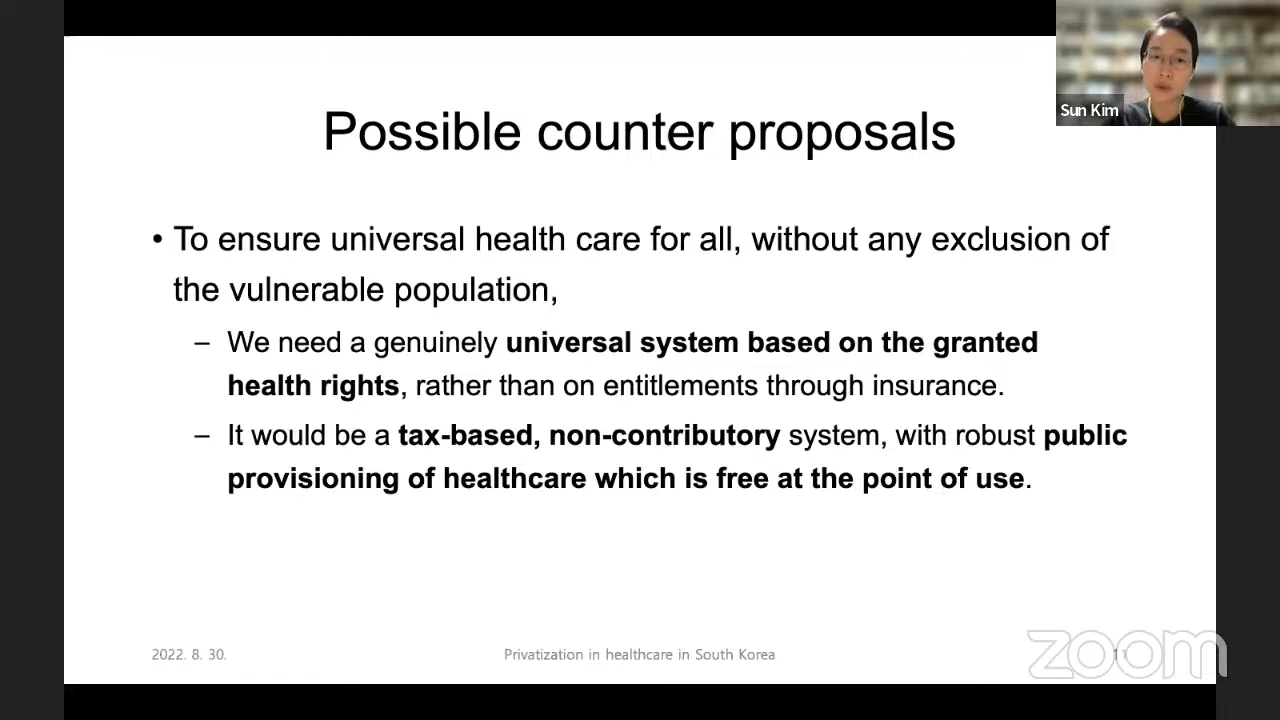 Sun Kim
Possible counter proposals
• To ensure universal health care for all, without any exclusion of
the vulnerable population,
– We need a genuinely universal system based on the granted
health rights, rather than on entitlements through insurance.
– It would be a tax-based, non-contributory system, with robust public
provisioning of healthcare which is free at the point of use.
2022. 8. 30.
Privatization in healthcare in South Korea
11
zoom